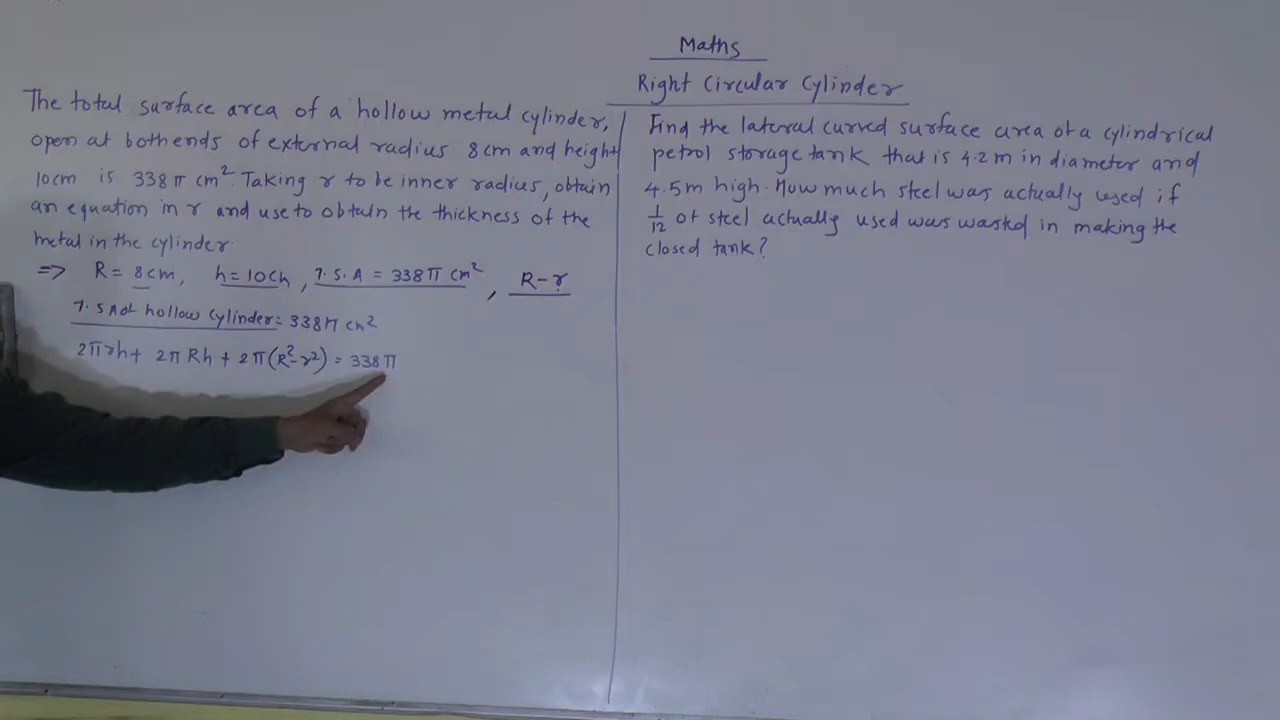 Maths
Right Circular Cylinder
The total surface area of a hollow metal cylinder,
open at both ends of external radius 8cm and height
10cm is 338π cm². Taking r to be inner radius, obtain
an equation in r and use to obtain the thickness of the
metal in the cylinder.
=> R = 8cm, h = 10cm, T.S.A = 338π cm², R-r
T.SA of hollow cylinder = 338π cm²
2πrh + 2πRh + 2π(R²-r²) = 338π
Find the lateral curved surface area of a cylindrical
petrol storage tank that is 4.2m in diameter and
4.5m high. How much steel was actually used if
1/12 of steel actually used was wasted in making the
closed tank?